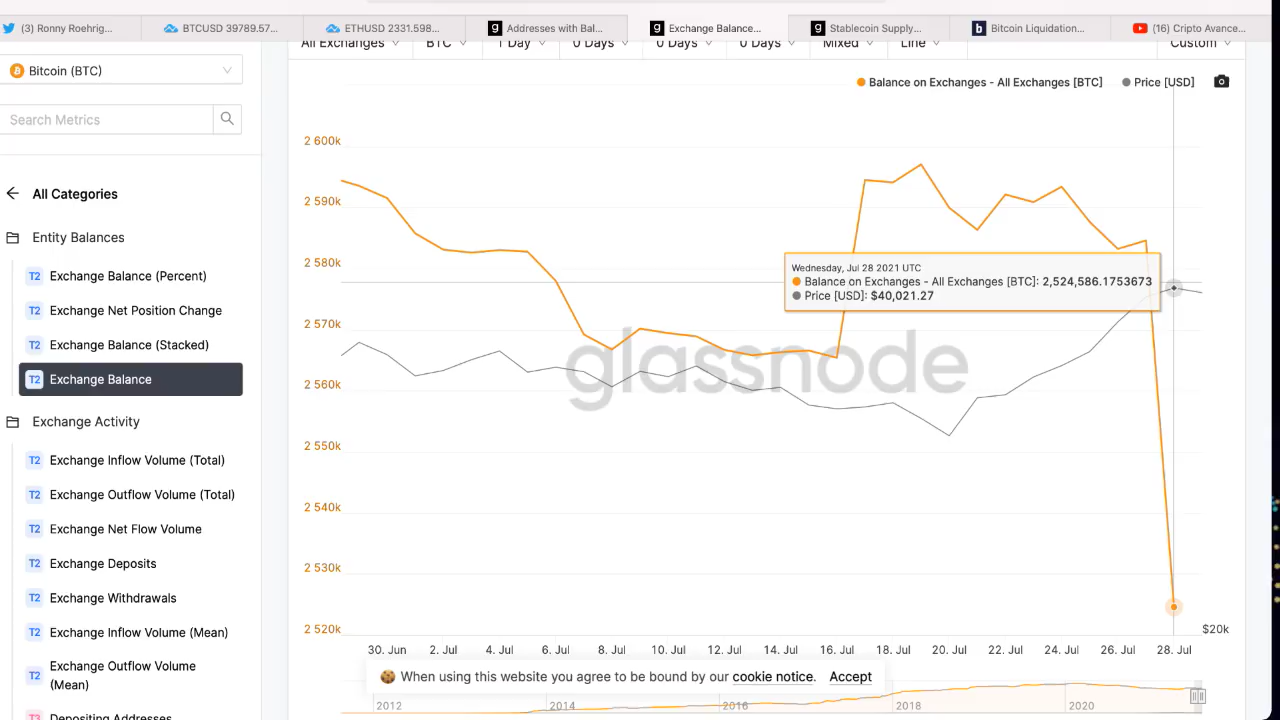 (3) Ronny Roehrig...
BTCUSD 39789.57...
ETHUSD 2331.598...
Addresses with Bal...
Exchange Balance...
Stablecoin Supply...
Bitcoin Liquidation...
(16) Cripto Avance...
All Exchanges
BTC
1 Day
0 Days
0 Days
0 Days
Mixed
Line
Custom
Bitcoin (BTC)
Search Metrics
All Categories
Entity Balances
T2 Exchange Balance (Percent)
T2 Exchange Net Position Change
T2 Exchange Balance (Stacked)
T2 Exchange Balance
Exchange Activity
T2 Exchange Inflow Volume (Total)
T2 Exchange Outflow Volume (Total)
T2 Exchange Net Flow Volume
T2 Exchange Deposits
T2 Exchange Withdrawals
T2 Exchange Inflow Volume (Mean)
T2 Exchange Outflow Volume
(Mean)
T3 Depositing Addresses
Balance on Exchanges - All Exchanges [BTC]
Price [USD]
2 600k
2 590k
2 580k
2 570k
2 560k
2 550k
2 540k
2 530k
2 520k
$20k
Wednesday, Jul 28 2021 UTC
Balance on Exchanges - All Exchanges [BTC]: 2,524,586.1753673
Price [USD]: $40,021.27
glassnode
30. Jun
2. Jul
4. Jul
6. Jul
8. Jul
10. Jul
12. Jul
14. Jul
16. Jul
18. Jul
20. Jul
22. Jul
24. Jul
26. Jul
28. Jul
When using this website you agree to be bound by our cookie notice. Accept
2012
2014
2016
2018
2020